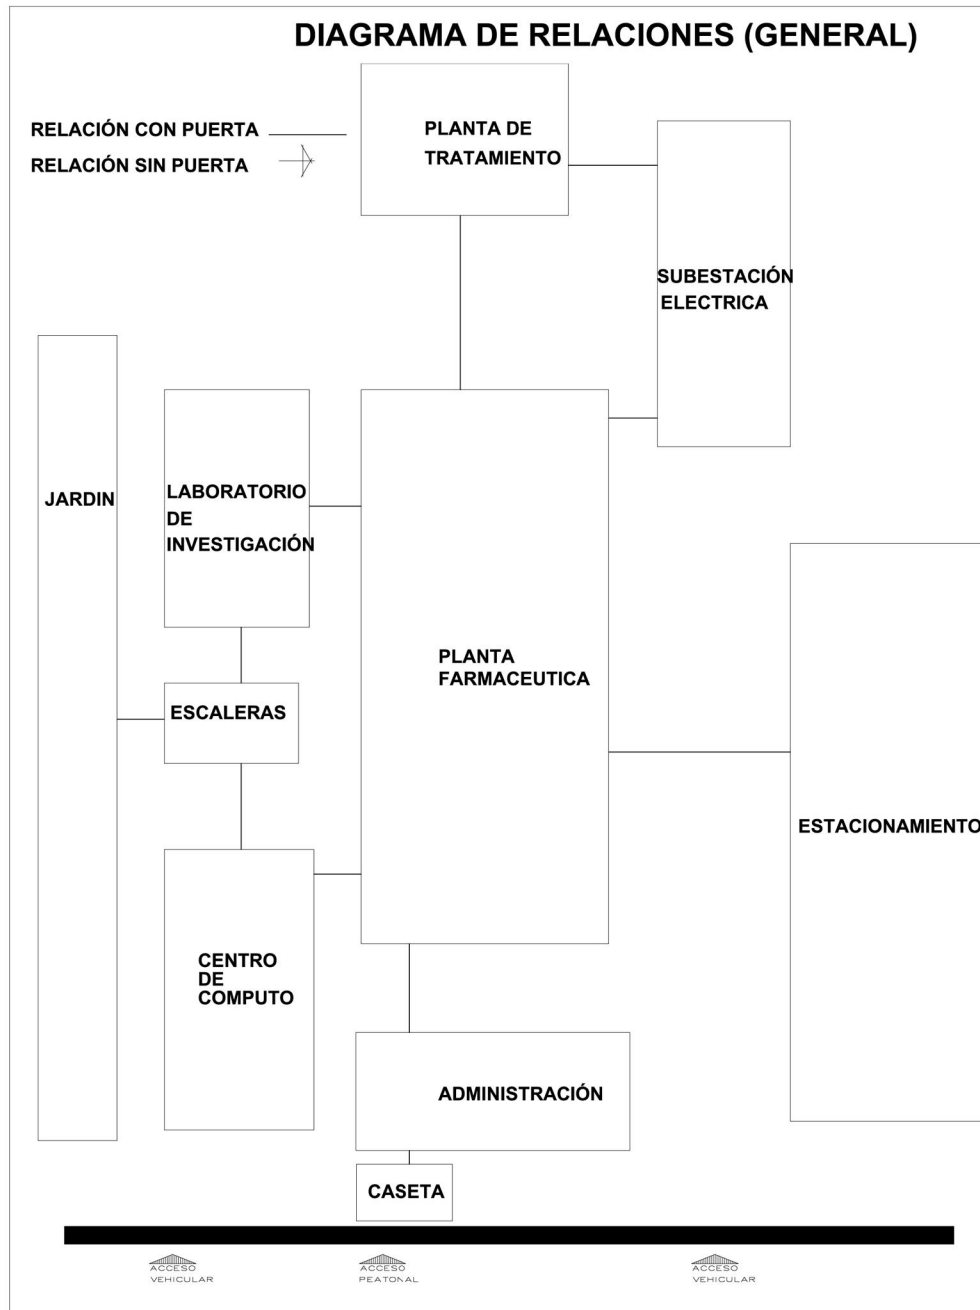 DIAGRAMA DE RELACIONES (GENERAL)
RELACIÓN CON PUERTA
RELACIÓN SIN PUERTA
PLANTA DE
TRATAMIENTO
SUBESTACIÓN
ELECTRICA
JARDIN
LABORATORIO
DE
INVESTIGACIÓN
PLANTA
FARMACEUTICA
ESCALERAS
ESTACIONAMIENTO
CENTRO
DE
COMPUTO
ADMINISTRACIÓN
CASETA
ACCESO
VEHICULAR
ACCESO
PEATONAL
ACCESO
VEHICULAR